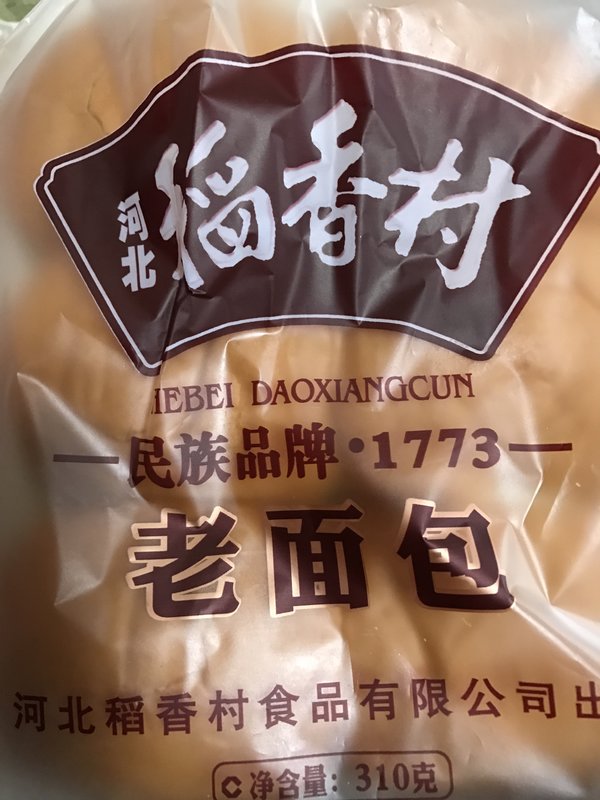 河北
稻香村
HEBEI DAOXIANGCUN
民族品牌·1773
老面包
河北稻香村食品有限公司出
C 净含量：310克